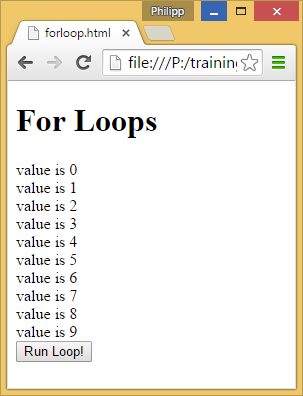 Philipp
forloop.html
file:///P:/training
For Loops
value is 0
value is 1
value is 2
value is 3
value is 4
value is 5
value is 6
value is 7
value is 8
value is 9
Run Loop!